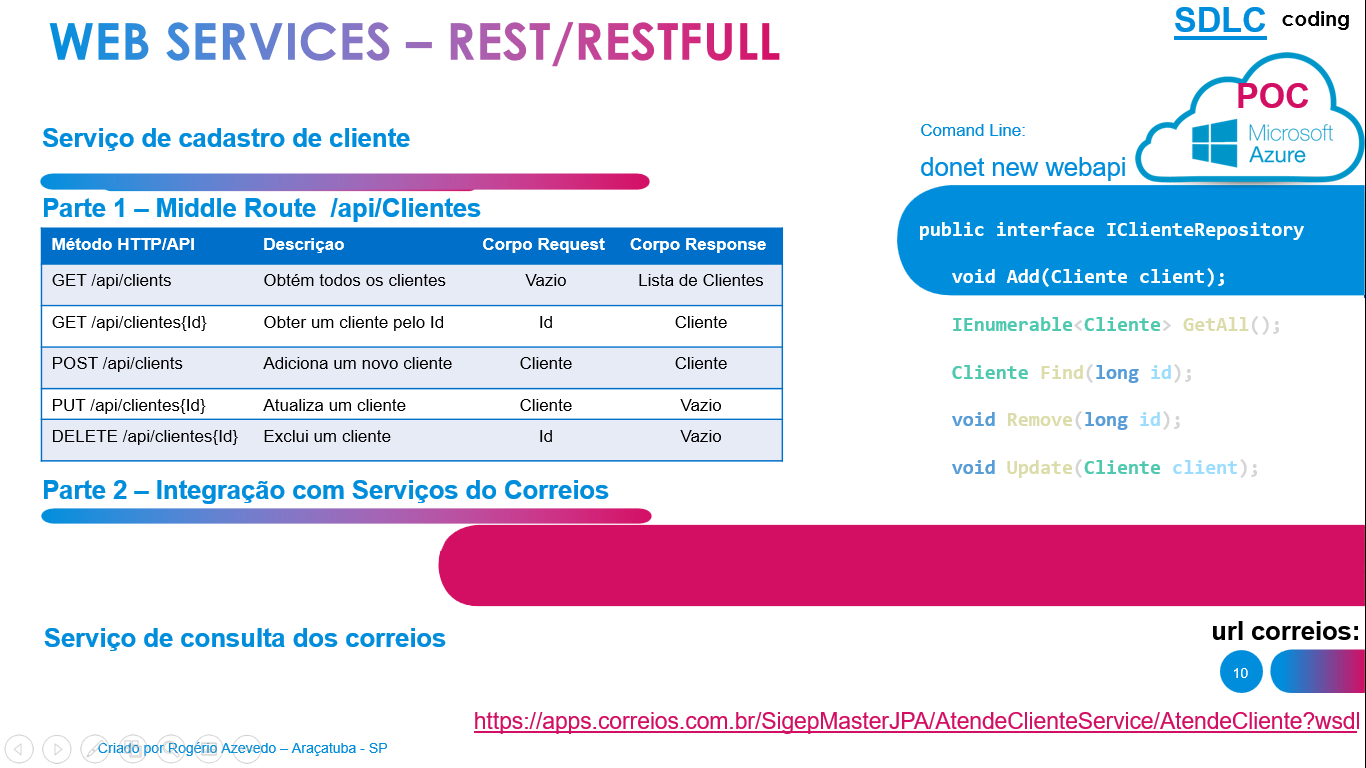 WEB SERVICES – REST/RESTFULL
SDLC coding
POC
Microsoft
Azure
Serviço de cadastro de cliente
Comand Line:
donet new webapi
Parte 1 – Middle Route /api/Clientes
Método HTTP/API Descriçao Corpo Request Corpo Response
GET /api/clients Obtém todos os clientes Vazio Lista de Clientes
GET /api/clientes{Id} Obter um cliente pelo Id Id Cliente
POST /api/clients Adiciona um novo cliente Cliente Cliente
PUT /api/clientes{Id} Atualiza um cliente Cliente Vazio
DELETE /api/clientes{Id} Exclui um cliente Id Vazio
public interface IClienteRepository
void Add(Cliente client);
IEnumerable<Cliente> GetAll();
Cliente Find(long id);
void Remove(long id);
void Update(Cliente client);
Parte 2 – Integração com Serviços do Correios
Serviço de consulta dos correios
url correios:
10
https://apps.correios.com.br/SigepMasterJPA/AtendeClienteService/AtendeCliente?wsdl
Criado por Rogério Azevedo – Araçatuba - SP